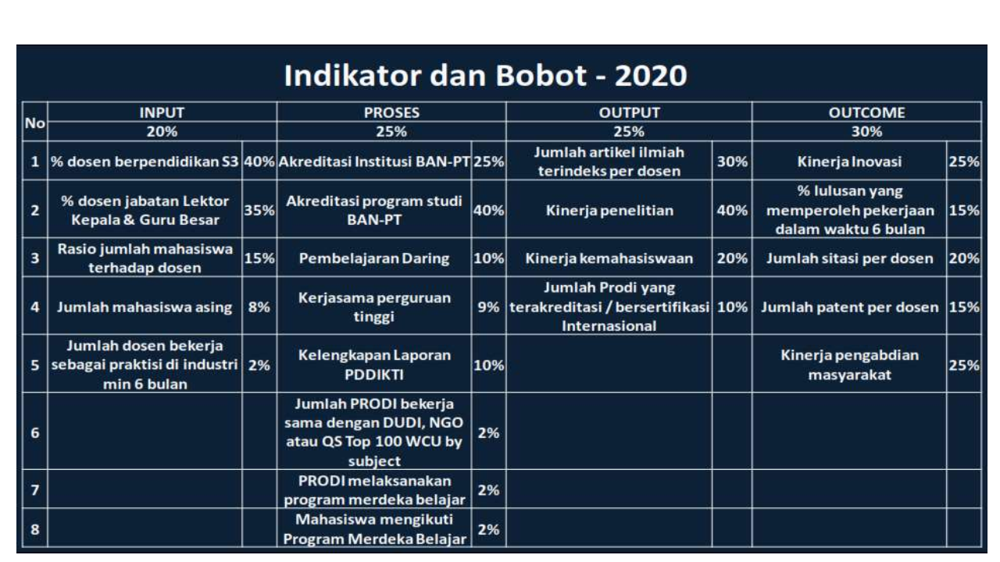 Indikator dan Bobot - 2020
No
INPUT
PROSES
OUTPUT
OUTCOME
20%
25%
25%
30%
1
% dosen berpendidikan S3
40%
Akreditasi Institusi BAN-PT
25%
Jumlah artikel ilmiah
terindeks per dosen
30%
Kinerja Inovasi
25%
2
% dosen jabatan Lektor
Kepala & Guru Besar
35%
Akreditasi program studi
BAN-PT
40%
Kinerja penelitian
40%
% lulusan yang
memperoleh pekerjaan
dalam waktu 6 bulan
15%
3
Rasio jumlah mahasiswa
terhadap dosen
15%
Pembelajaran Daring
10%
Kinerja kemahasiswaan
20%
Jumlah sitasi per dosen
20%
4
Jumlah mahasiswa asing
8%
Kerjasama perguruan
tinggi
9%
Jumlah Prodi yang
terakreditasi / bersertifikasi
Internasional
10%
Jumlah patent per dosen
15%
5
Jumlah dosen bekerja
sebagai praktisi di industri
min 6 bulan
2%
Kelengkapan Laporan
PDDIKTI
10%
Kinerja pengabdian
masyarakat
25%
6
Jumlah PRODI bekerja
sama dengan DUDI, NGO
atau QS Top 100 WCU by
subject
2%
7
PRODI melaksanakan
program merdeka belajar
2%
8
Mahasiswa mengikuti
Program Merdeka Belajar
2%